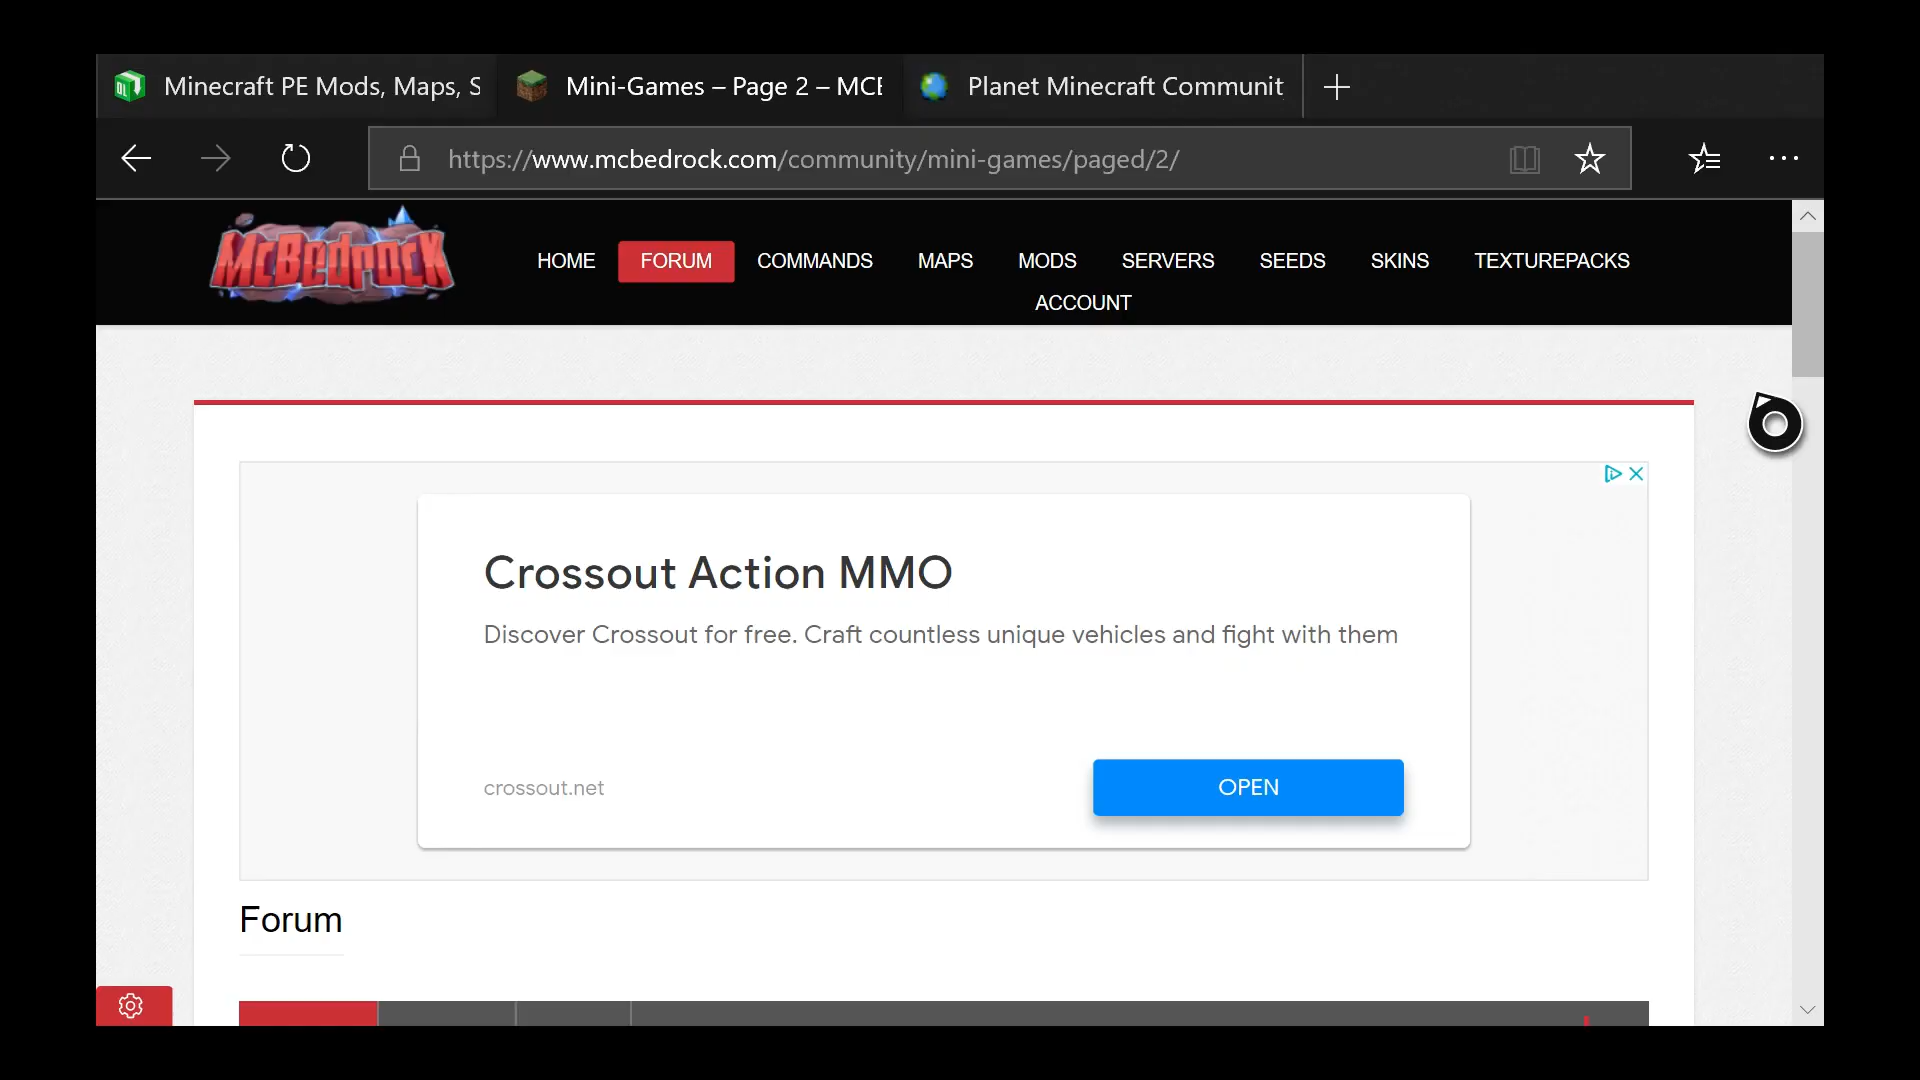 Minecraft PE Mods, Maps, S
Mini-Games – Page 2 – MCE
Planet Minecraft Communit
https://www.mcbedrock.com/community/mini-games/paged/2/
McBedrock
HOME
FORUM
COMMANDS
MAPS
MODS
SERVERS
SEEDS
SKINS
TEXTUREPACKS
ACCOUNT
Crossout Action MMO
Discover Crossout for free. Craft countless unique vehicles and fight with them
crossout.net
OPEN
Forum